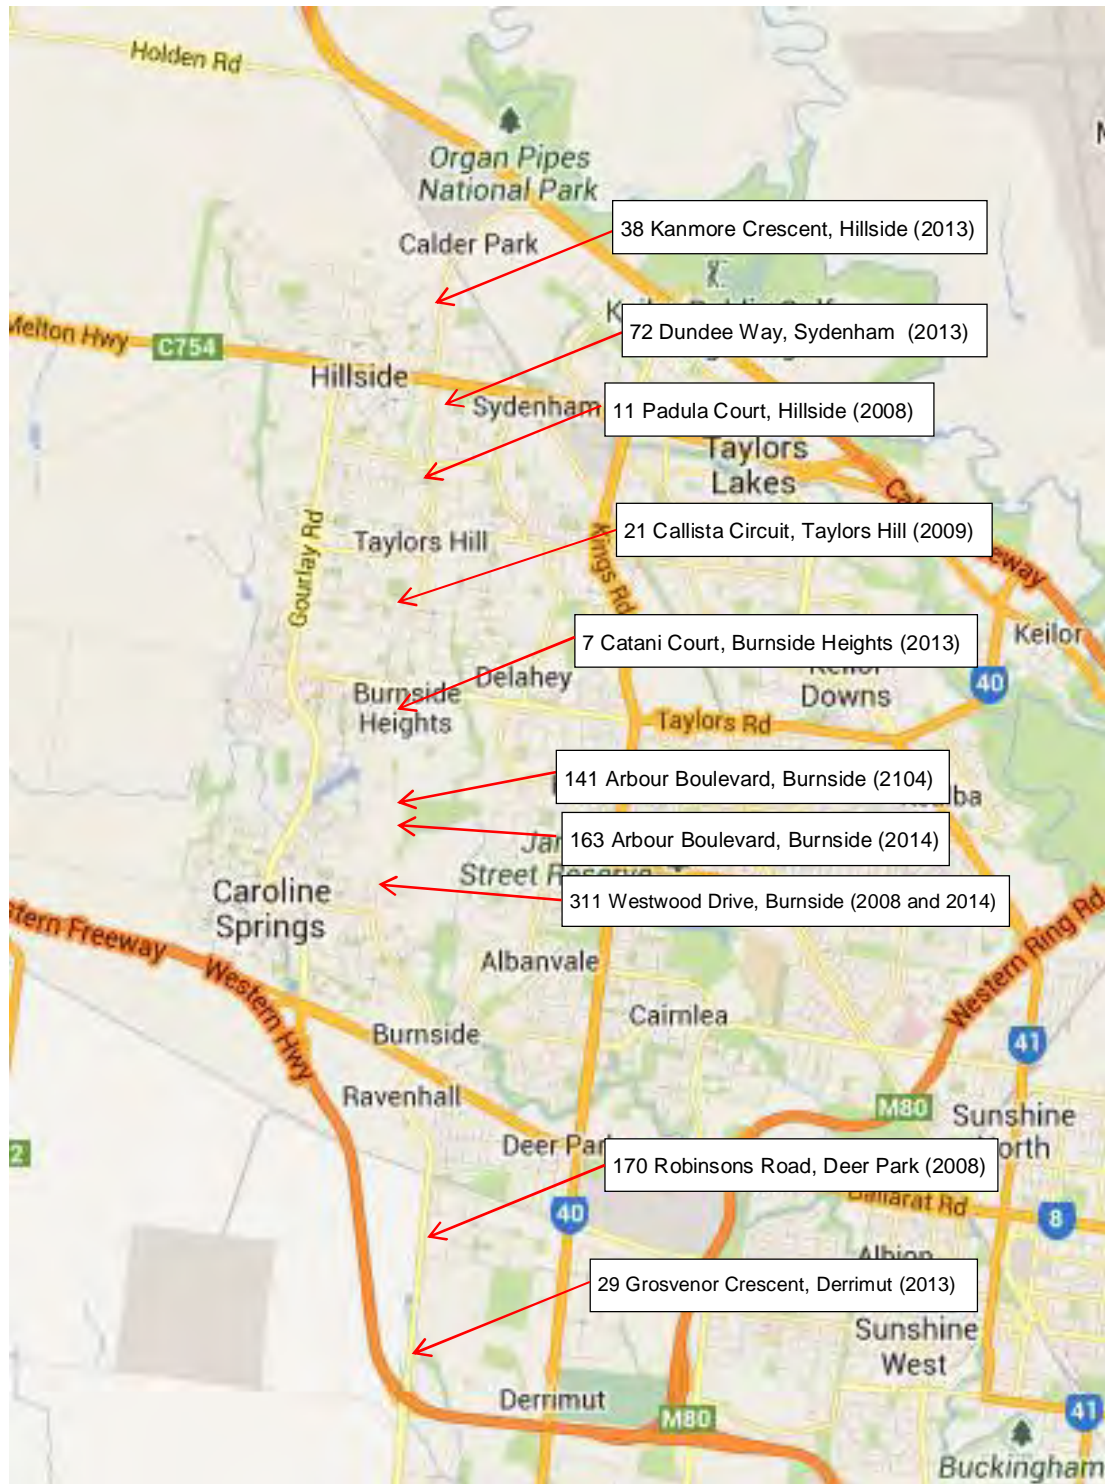 Holden Rd
Organ Pipes
National Park
38 Kanmore Crescent, Hillside (2013)
Calder Park
72 Dundee Way, Sydenham (2013)
Melton Hwy
C754
Hillside
Sydenham
11 Padula Court, Hillside (2008)
Taylors
Lakes
21 Callista Circuit, Taylors Hill (2009)
Taylors Hill
Gourlay Rd
Kings Rd
Keilor
7 Catani Court, Burnside Heights (2013)
Delahey
Downs
40
Burnside
Heights
Taylors Rd
141 Arbour Boulevard, Burnside (2104)
163 Arbour Boulevard, Burnside (2014)
Street
Caroline
Springs
311 Westwood Drive, Burnside (2008 and 2014)
Freeway
Western Hwy
Western Ring Rd
Albanvale
Cairnlea
Burnside
41
Ravenhall
M80
Sunshine
Deer
170 Robinsons Road, Deer Park (2008)
Ballarat Rd
40
8
Albion
29 Grosvenor Crescent, Derrimut (2013)
Sunshine
West
Derrimut
M80
41
Buckingham